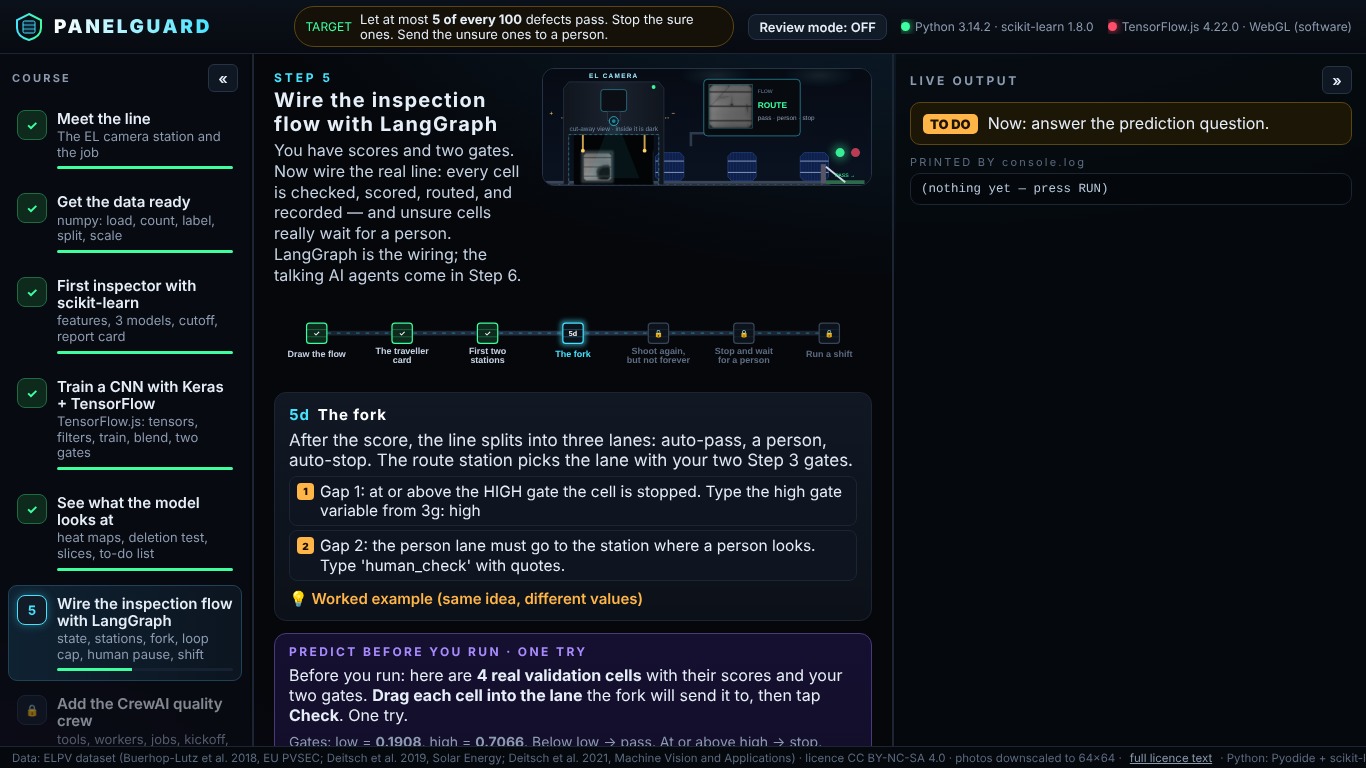 PANELGUARD
TARGET
Let at most 5 of every 100 defects pass. Stop the sure
ones. Send the unsure ones to a person.
Review mode: OFF
Python 3.14.2 · scikit-learn 1.8.0
TensorFlow.js 4.22.0 · WebGL (software)
COURSE
«
Meet the line
The EL camera station and
the job
Get the data ready
numpy: load, count, label,
split, scale
First inspector with
scikit-learn
features, 3 models, cutoff,
report card
Train a CNN with Keras
+ TensorFlow
TensorFlow.js: tensors,
filters, train, blend, two
gates
See what the model
looks at
heat maps, deletion test,
slices, to-do list
5
Wire the inspection flow
with LangGraph
state, stations, fork, loop
cap, human pause, shift
Add the CrewAI quality
crew
tools, workers, jobs, kickoff,
STEP 5
Wire the inspection
flow with LangGraph
You have scores and two gates.
Now wire the real line: every cell
is checked, scored, routed, and
recorded — and unsure cells
really wait for a person.
LangGraph is the wiring; the
talking AI agents come in Step 6.
EL CAMERA
cut-away view · inside it is dark
FLOW
ROUTE
pass · person · stop
Draw the flow
The traveller
card
First two
stations
5d
The fork
Shoot again,
but not forever
Stop and wait
for a person
Run a shift
5d The fork
After the score, the line splits into three lanes: auto-pass, a person,
auto-stop. The route station picks the lane with your two Step 3 gates.
1 Gap 1: at or above the HIGH gate the cell is stopped. Type the high gate
variable from 3g: high
2 Gap 2: the person lane must go to the station where a person looks.
Type 'human_check' with quotes.
💡 Worked example (same idea, different values)
PREDICT BEFORE YOU RUN · ONE TRY
Before you run: here are 4 real validation cells with their scores and your
two gates. Drag each cell into the lane the fork will send it to, then tap
Check. One try.
Gates: low = 0.1908, high = 0.7066. Below low → pass. At or above high → stop.
LIVE OUTPUT
»
TO DO Now: answer the prediction question.
PRINTED BY console.log
(nothing yet — press RUN)
Data: ELPV dataset (Buerhop-Lutz et al. 2018, EU PVSEC; Deitsch et al. 2019, Solar Energy; Deitsch et al. 2021, Machine Vision and Applications) · licence CC BY-NC-SA 4.0 · photos downscaled to 64×64 · full licence text · Python: Pyodide + scikit-